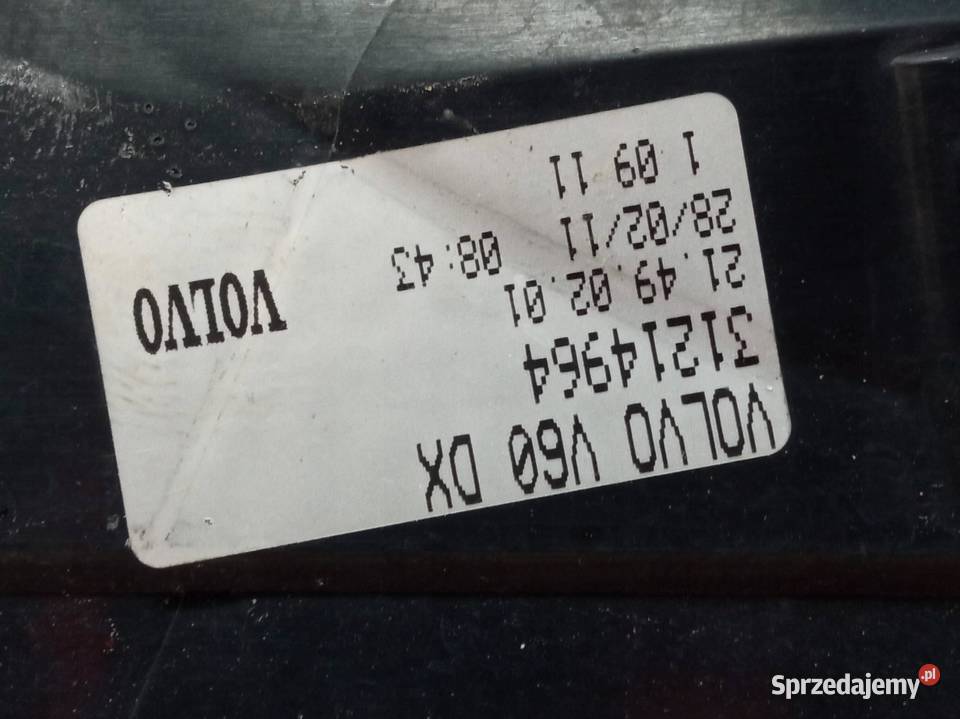 VOLVO V60 DX
31214964
21.49.02.01
28/02/11 08:43
1 09 11
VOLVO
Sprzedajemy.pl